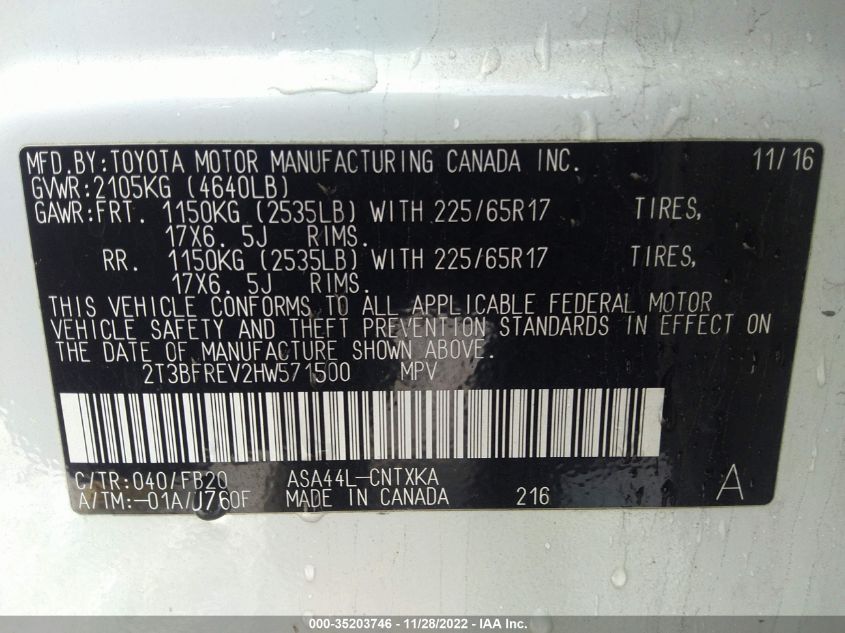 MFD.BY:TOYOTA MOTOR MANUFACTURING CANADA INC. 11/16
GVWR:2105KG (4640LB)
GAWR:FRT. 1150KG (2535LB) WITH 225/65R17 TIRES,
17X6. 5J RIMS.
RR. 1150KG (2535LB) WITH 225/65R17 TIRES,
17X6. 5J RIMS.
THIS VEHICLE CONFORMS TO ALL APPLICABLE FEDERAL MOTOR
VEHICLE SAFETY AND THEFT PREVENTION STANDARDS IN EFFECT ON
THE DATE OF MANUFACTURE SHOWN ABOVE.
2T3BFREV2HW571500 MPV
C/TR:040/FB20 ASA44L-CNTXKA
A/TM:-01A/J760F MADE IN CANADA 216 A
000-35203746 - 11/28/2022 - IAA Inc.